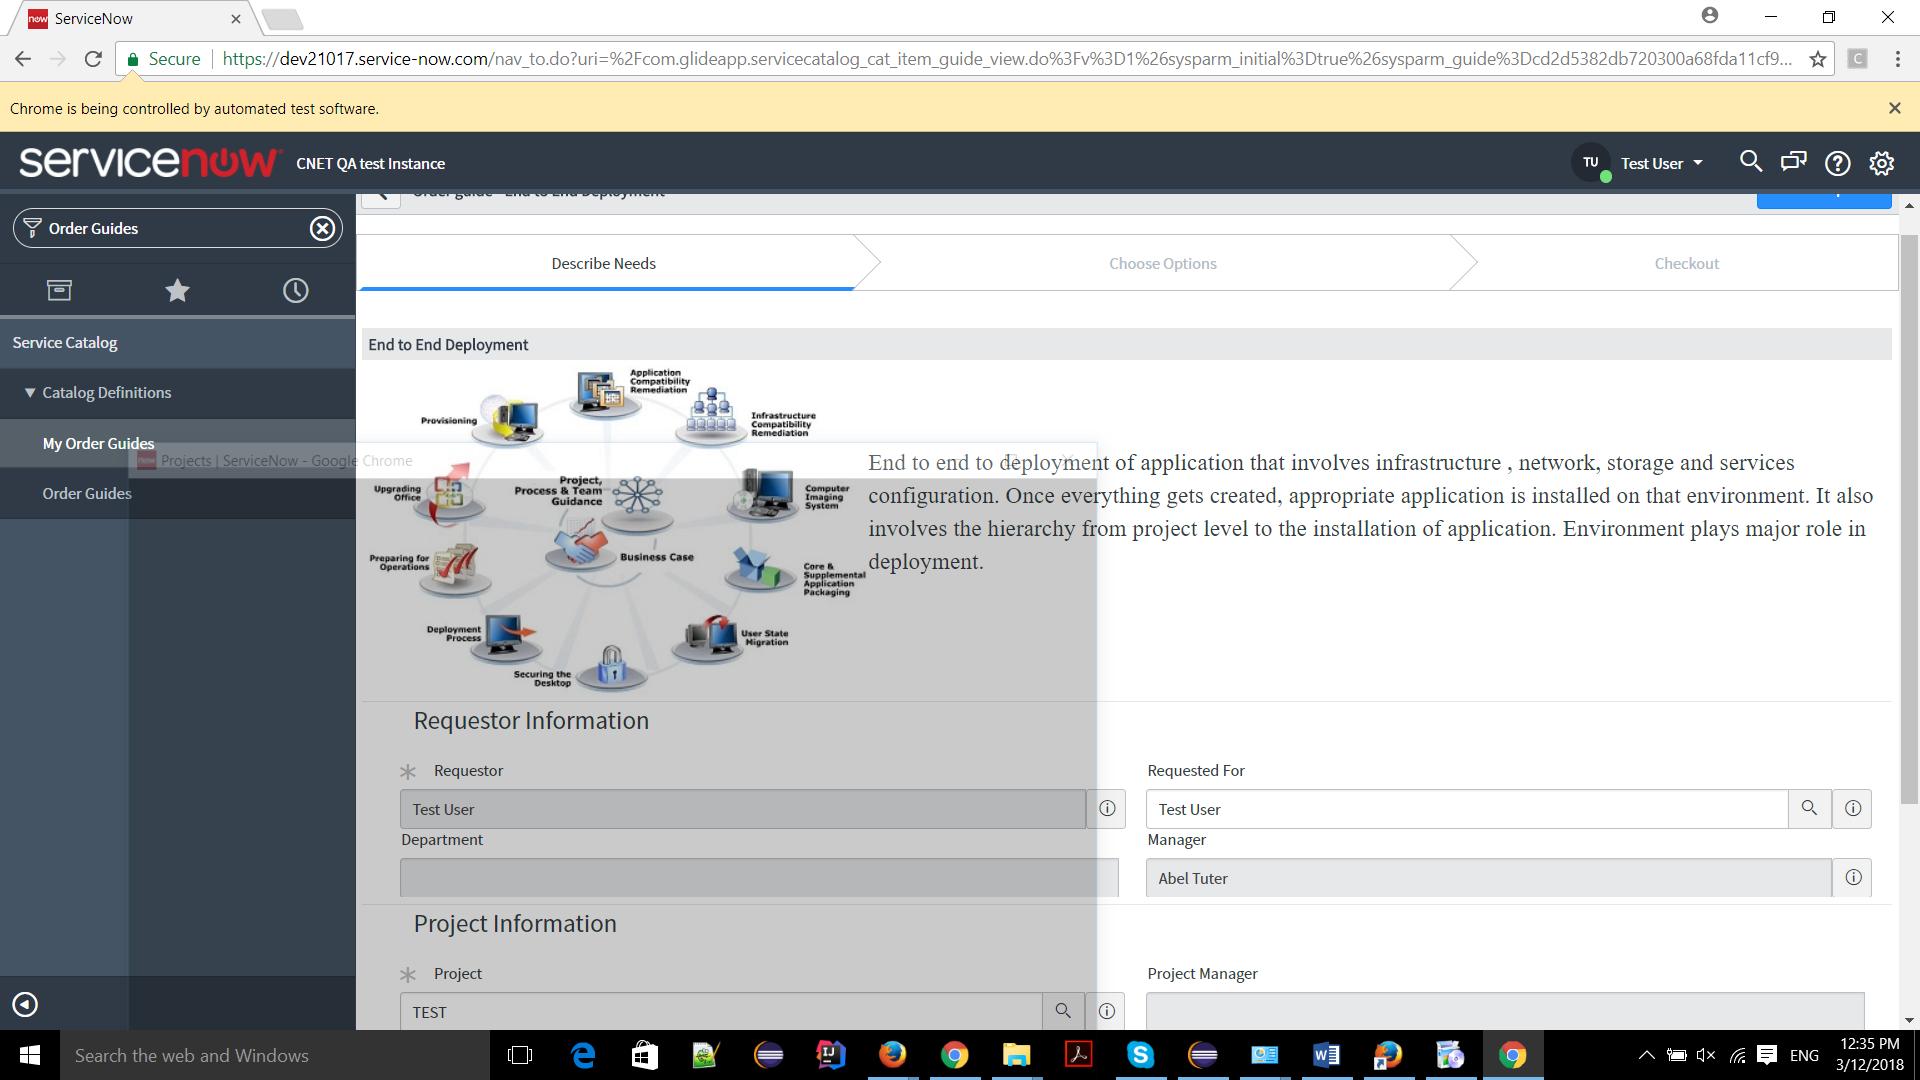 ServiceNow
Secure
https://dev21017.service-now.com/nav_to.do?uri=%2Fcom.glideapp.servicecatalog_cat_item_guide_view.do%3Fv%3D1%26sysparm_initial%3Dtrue%26sysparm_guide%3Dcd2d5382db720300a68fda11cf9...
C
Chrome is being controlled by automated test software.
servicenow
CNET QA test Instance
TU
Test User
Order Guides
Order guide - End to End Deployment
Describe Needs
Choose Options
Checkout
Service Catalog
Catalog Definitions
My Order Guides
Order Guides
End to End Deployment
Projects | ServiceNow - Google Chrome
Application
Compatibility
Remediation
Provisioning
Infrastructure
Compatibility
Remediation
Upgrading
Office
Project,
Process & Team
Guidance
Computer
Imaging
System
Business Case
Preparing for
Operations
Core &
Supplemental
Application
Packaging
Deployment
Process
User State
Migration
Securing the
Desktop
End to end to deployment of application that involves infrastructure , network, storage and services
configuration. Once everything gets created, appropriate application is installed on that environment. It also
involves the hierarchy from project level to the installation of application. Environment plays major role in
deployment.
Requestor Information
Requestor
Test User
Requested For
Test User
Department
Manager
Abel Tuter
Project Information
Project
TEST
Project Manager
Search the web and Windows
ENG
12:35 PM
3/12/2018